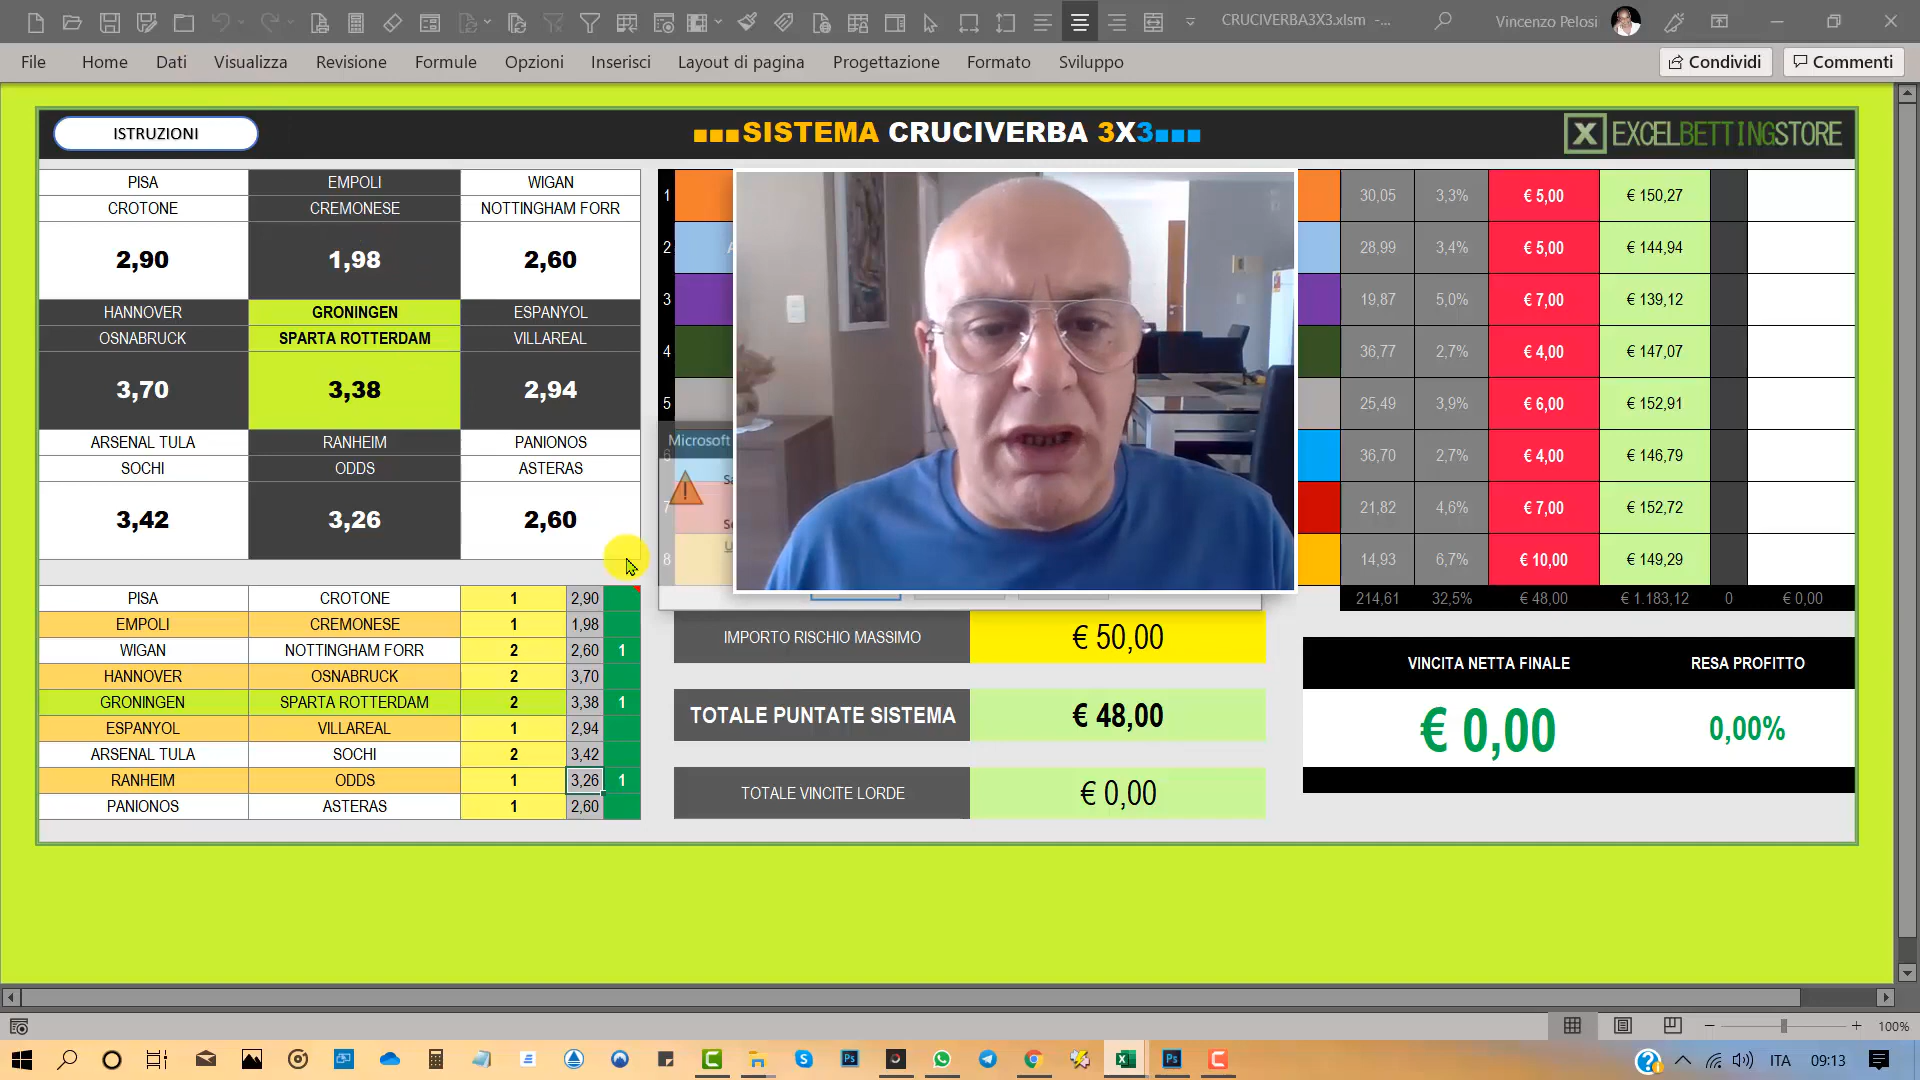 CRUCIVERBA3X3.xlsm - ...
Vincenzo Pelosi
File Home Dati Visualizza Revisione Formule Opzioni Inserisci Layout di pagina Progettazione Formato Sviluppo Condividi Commenti
ISTRUZIONI
SISTEMA CRUCIVERBA 3X3
EXCELBETTINGSTORE
PISA EMPOLI WIGAN
CROTONE CREMONESE NOTTINGHAM FORR
2,90 1,98 2,60
HANNOVER GRONINGEN ESPANYOL
OSNABRUCK SPARTA ROTTERDAM VILLAREAL
3,70 3,38 2,94
ARSENAL TULA RANHEIM PANIONOS
SOCHI ODDS ASTERAS
3,42 3,26 2,60
PISA CROTONE 1 2,90
EMPOLI CREMONESE 1 1,98
WIGAN NOTTINGHAM FORR 2 2,60 1
HANNOVER OSNABRUCK 2 3,70
GRONINGEN SPARTA ROTTERDAM 2 3,38 1
ESPANYOL VILLAREAL 1 2,94
ARSENAL TULA SOCHI 2 3,42
RANHEIM ODDS 1 3,26 1
PANIONOS ASTERAS 1 2,60
1 30,05 3,3% € 5,00 € 150,27
2 28,99 3,4% € 5,00 € 144,94
3 19,87 5,0% € 7,00 € 139,12
4 36,77 2,7% € 4,00 € 147,07
5 25,49 3,9% € 6,00 € 152,91
Microsoft
6 36,70 2,7% € 4,00 € 146,79
7 21,82 4,6% € 7,00 € 152,72
8 14,93 6,7% € 10,00 € 149,29
214,61 32,5% € 48,00 € 1.183,12 0 € 0,00
IMPORTO RISCHIO MASSIMO € 50,00
TOTALE PUNTATE SISTEMA € 48,00
TOTALE VINCITE LORDE € 0,00
VINCITA NETTA FINALE RESA PROFITTO
€ 0,00 0,00%
100%
ITA 09:13